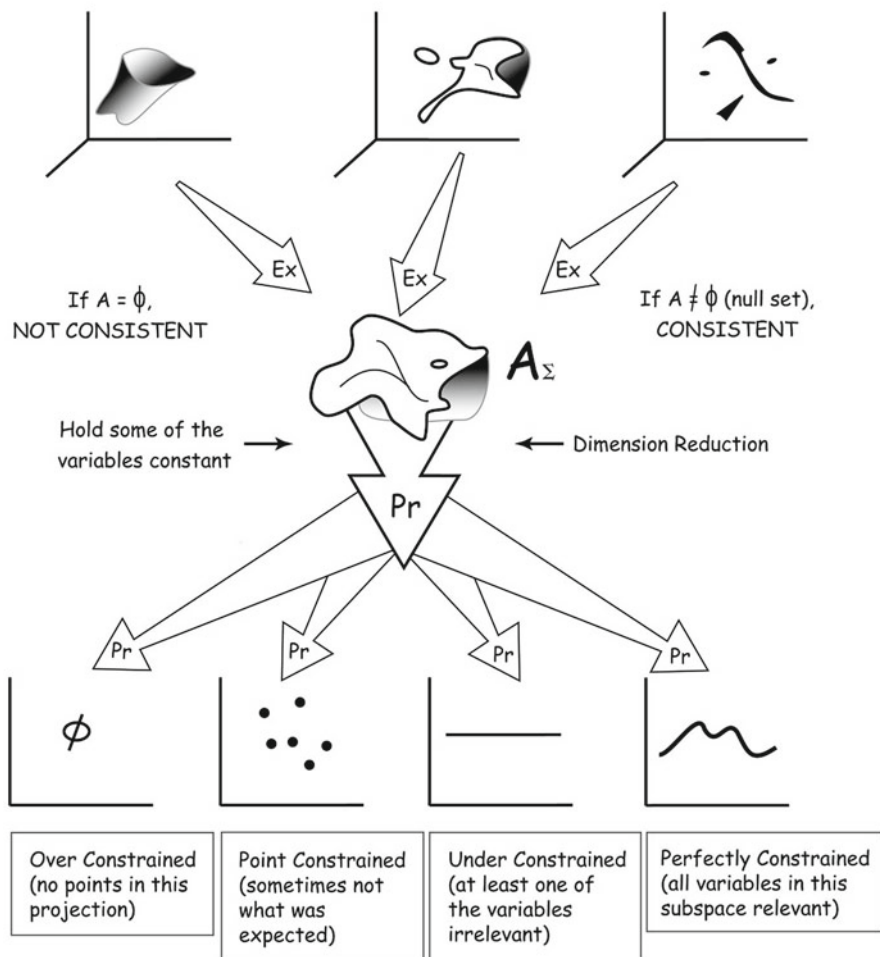 Ex
Ex
Ex
If A = ϕ,
NOT CONSISTENT
If A ≠ ϕ (null set),
CONSISTENT
A Σ
Hold some of the
variables constant
Dimension Reduction
Pr
Pr
Pr
Pr
Pr
ϕ
Over Constrained
(no points in this
projection)
Point Constrained
(sometimes not
what was
expected)
Under Constrained
(at least one of
the variables
irrelevant)
Perfectly Constrained
(all variables in this
subspace relevant)